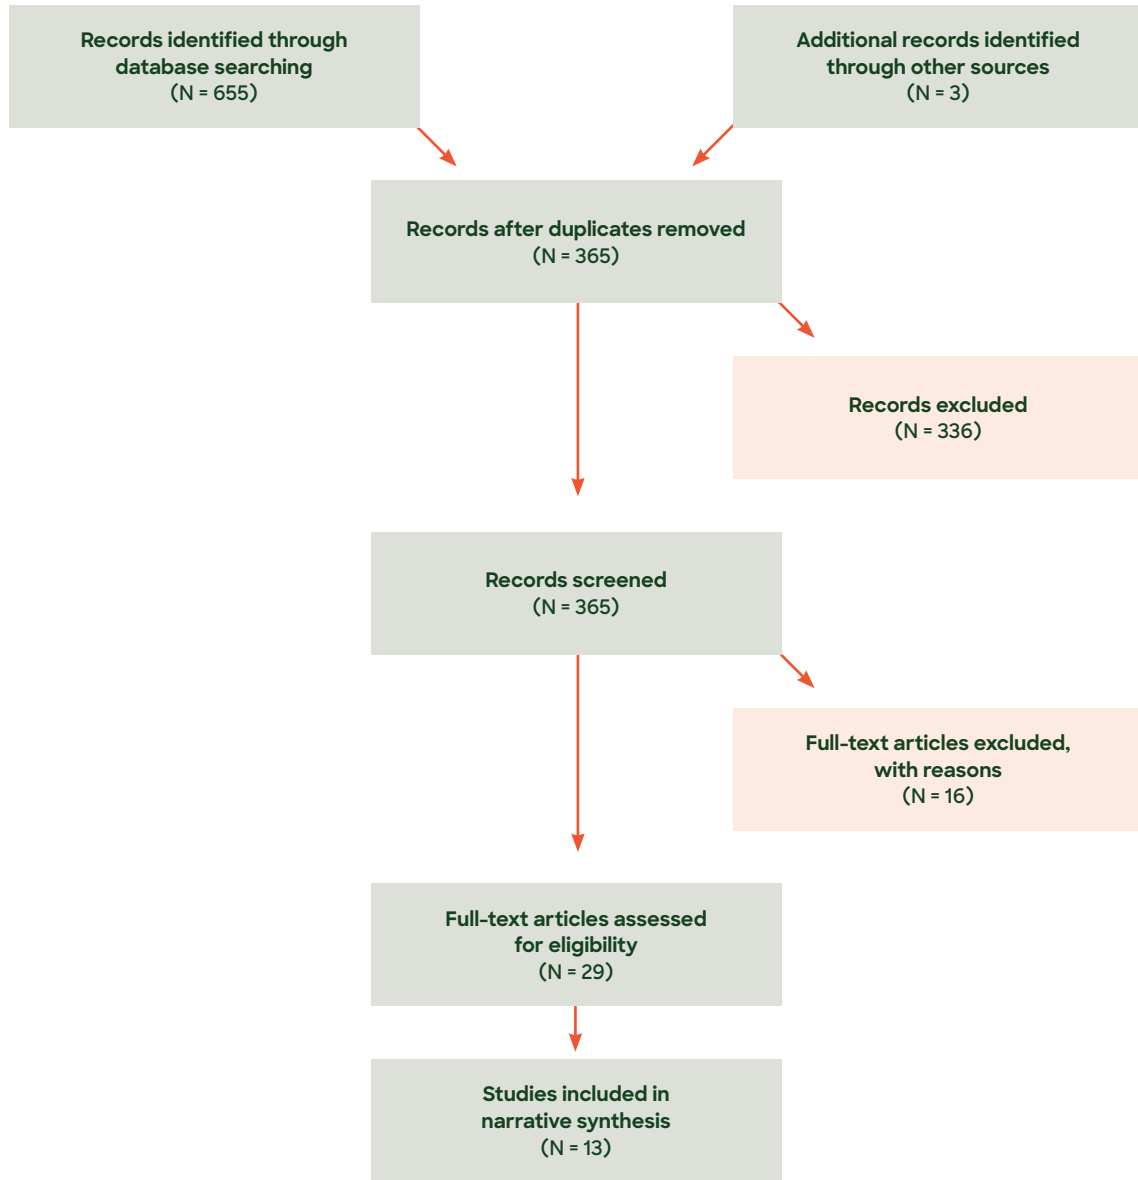 Records identified through
database searching
(N = 655)
Additional records identified
through other sources
(N = 3)
Records after duplicates removed
(N = 365)
Records excluded
(N = 336)
Records screened
(N = 365)
Full-text articles excluded,
with reasons
(N = 16)
Full-text articles assessed
for eligibility
(N = 29)
Studies included in
narrative synthesis
(N = 13)